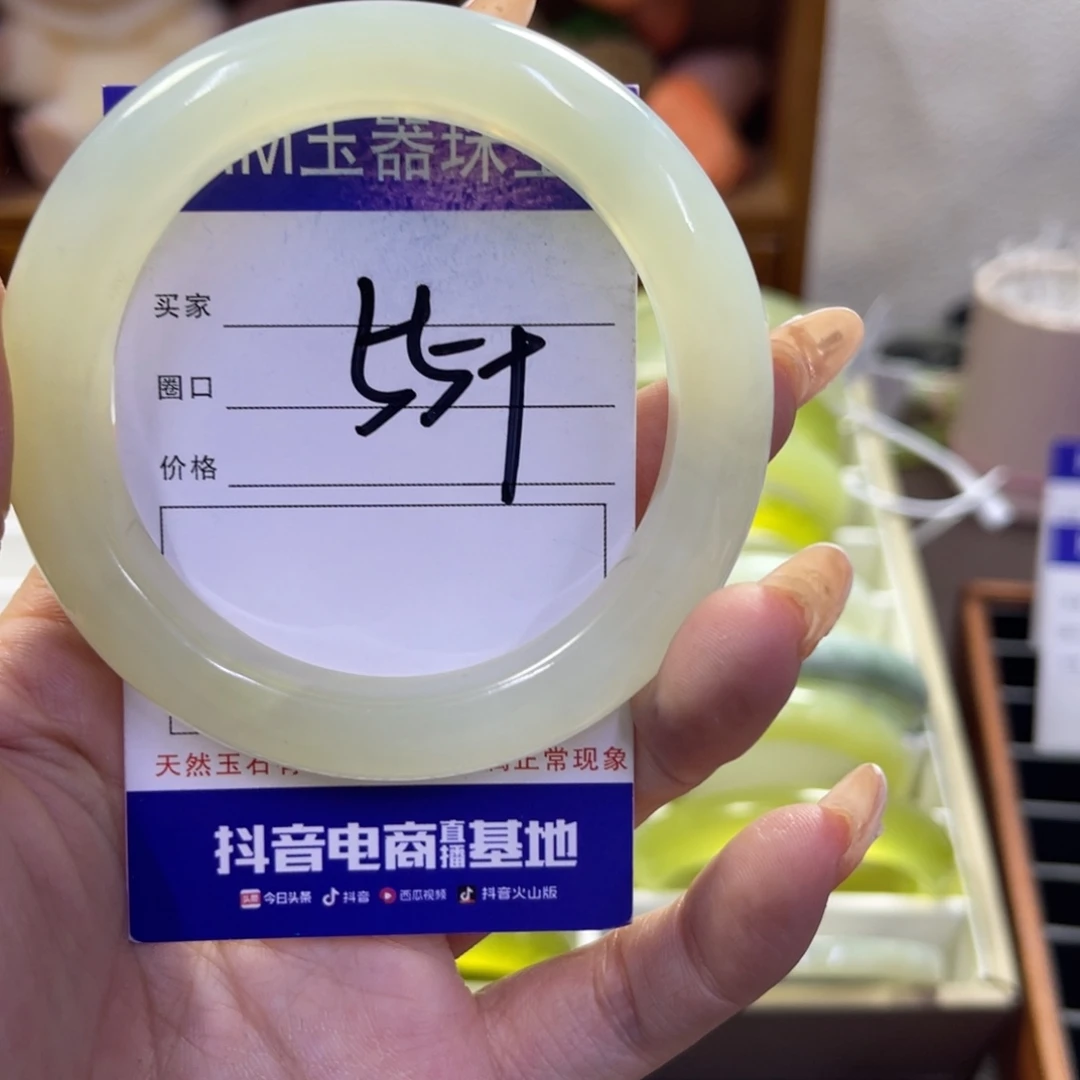 M玉器珠
买家
圈口
价格
天然玉石 正常现象
抖音电商直播基地
今日头条 抖音 西瓜视频 抖音火山版